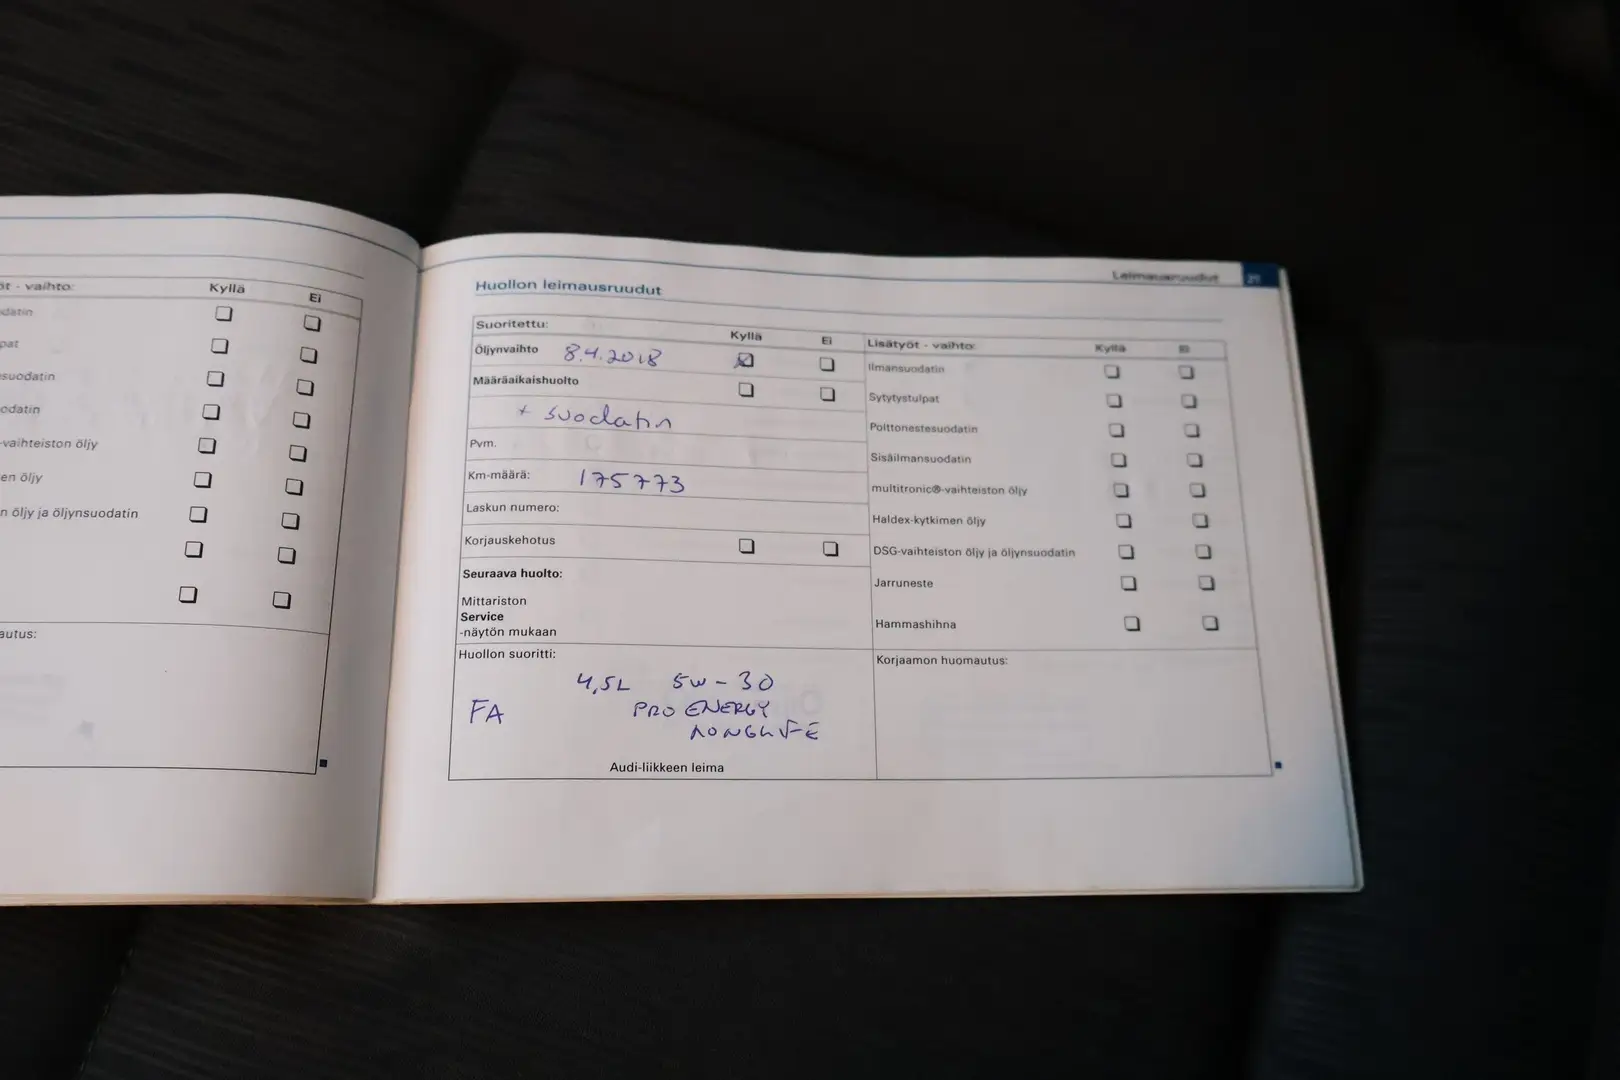 t - vaihto: Kyllä Ei
datin
pat
suodatin
odatin
-vaihteiston öljy
en öljy
n öljy ja öljynsuodatin
autus:
Leimausruudut 21
Huollon leimausruudut
Suoritettu: Kyllä Ei
Öljynvaihto 8.4.2018
Määräaikaishuolto
+ suodatin
Pvm.
Km-määrä: 175773
Laskun numero:
Korjauskehotus
Seuraava huolto:
Mittariston
Service
-näytön mukaan
Huollon suoritti:
4,5L 5W-30
FA PRO ENERGY
LONGLIFE
Audi-liikkeen leima
Lisätyöt - vaihto: Kyllä Ei
Ilmansuodatin
Sytytystulpat
Polttonestesuodatin
Sisäilmansuodatin
multitronic®-vaihteiston öljy
Haldex-kytkimen öljy
DSG-vaihteiston öljy ja öljynsuodatin
Jarruneste
Hammashihna
Korjaamon huomautus: